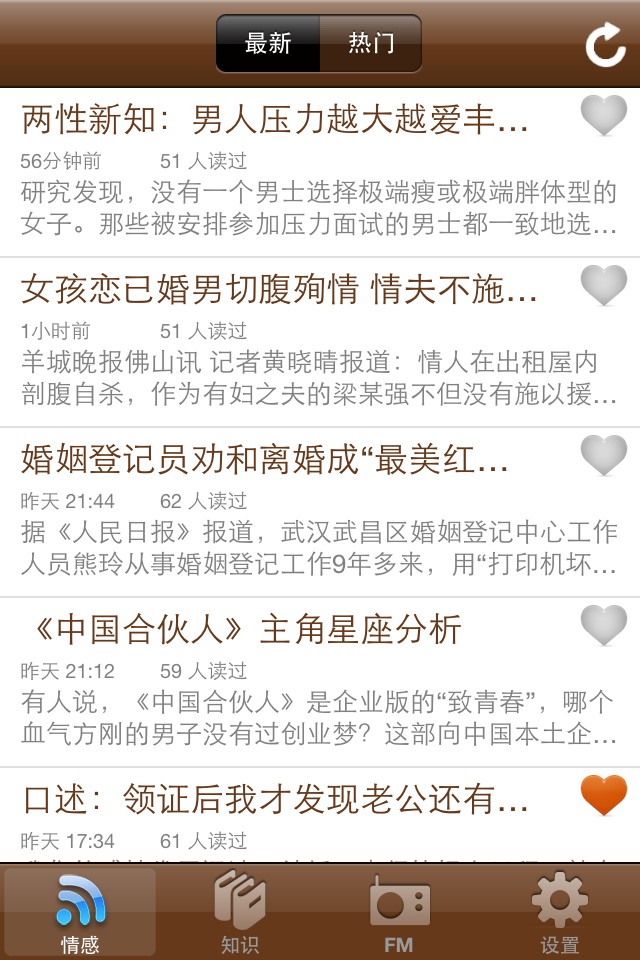 最新 热门
两性新知：男人压力越大越爱丰...
56分钟前 51 人读过
研究发现，没有一个男士选择极端瘦或极端胖体型的
女子。那些被安排参加压力面试的男士都一致地选...
女孩恋已婚男切腹殉情 情夫不施...
1小时前 51 人读过
羊城晚报佛山讯 记者黄晓晴报道：情人在出租屋内
剖腹自杀，作为有妇之夫的梁某强不但没有施以援...
婚姻登记员劝和离婚成“最美红...
昨天 21:44 62 人读过
据《人民日报》报道，武汉武昌区婚姻登记中心工作
人员熊玲从事婚姻登记工作9年多来，用“打印机坏...
《中国合伙人》主角星座分析
昨天 21:12 59 人读过
有人说，《中国合伙人》是企业版的“致青春”，哪个
血气方刚的男子没有过创业梦？这部向中国本土企...
口述：领证后我才发现老公还有...
昨天 17:34 61 人读过
情感 知识 FM 设置